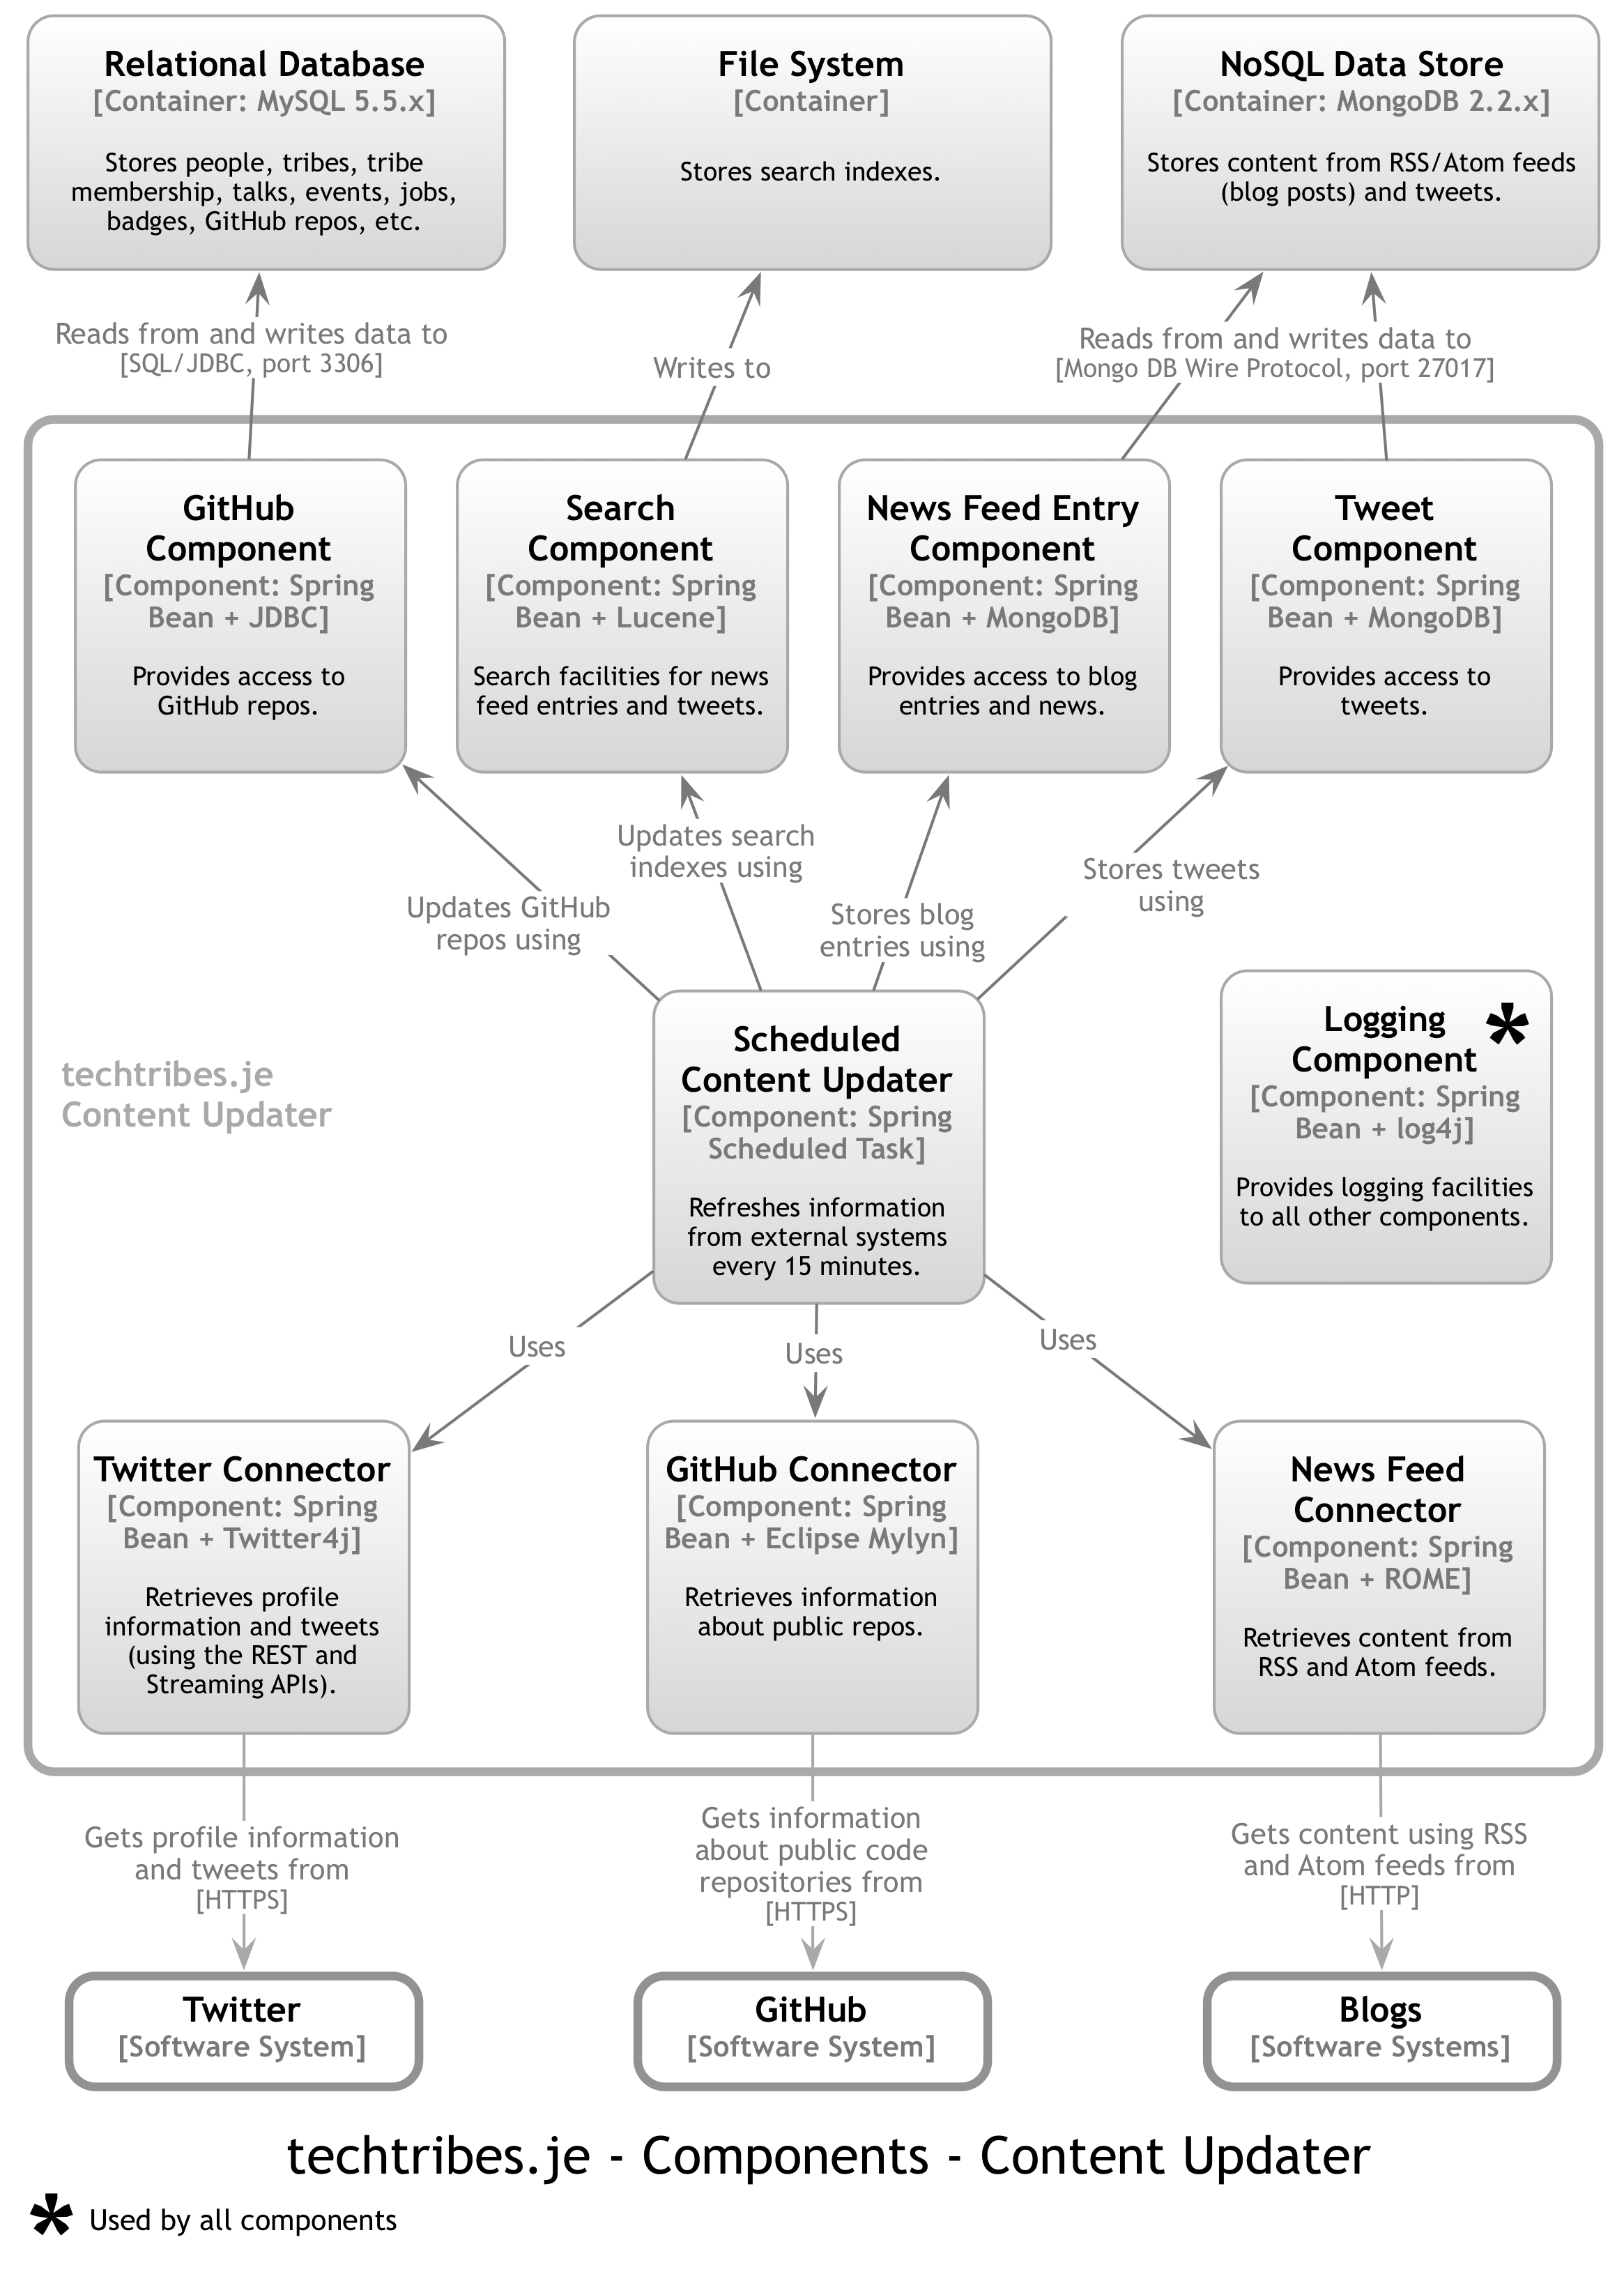 Relational Database
[Container: MySQL 5.5.x]
Stores people, tribes, tribe
membership, talks, events, jobs,
badges, GitHub repos, etc.
File System
[Container]
Stores search indexes.
NoSQL Data Store
[Container: MongoDB 2.2.x]
Stores content from RSS/Atom feeds
(blog posts) and tweets.
Reads from and writes data to
[SQL/JDBC, port 3306]
Writes to
Reads from and writes data to
[Mongo DB Wire Protocol, port 27017]
GitHub
Component
[Component: Spring
Bean + JDBC]
Provides access to
GitHub repos.
Search
Component
[Component: Spring
Bean + Lucene]
Search facilities for news
feed entries and tweets.
News Feed Entry
Component
[Component: Spring
Bean + MongoDB]
Provides access to blog
entries and news.
Tweet
Component
[Component: Spring
Bean + MongoDB]
Provides access to
tweets.
Updates GitHub
repos using
Updates search
indexes using
Stores blog
entries using
Stores tweets
using
techtribes.je
Content Updater
Scheduled
Content Updater
[Component: Spring
Scheduled Task]
Refreshes information
from external systems
every 15 minutes.
Logging
Component
*
[Component: Spring
Bean + log4j]
Provides logging facilities
to all other components.
Uses
Uses
Uses
Twitter Connector
[Component: Spring
Bean + Twitter4j]
Retrieves profile
information and tweets
(using the REST and
Streaming APIs).
GitHub Connector
[Component: Spring
Bean + Eclipse Mylyn]
Retrieves information
about public repos.
News Feed
Connector
[Component: Spring
Bean + ROME]
Retrieves content from
RSS and Atom feeds.
Gets profile information
and tweets from
[HTTPS]
Gets information
about public code
repositories from
[HTTPS]
Gets content using RSS
and Atom feeds from
[HTTP]
Twitter
[Software System]
GitHub
[Software System]
Blogs
[Software Systems]
techtribes.je - Components - Content Updater
* Used by all components